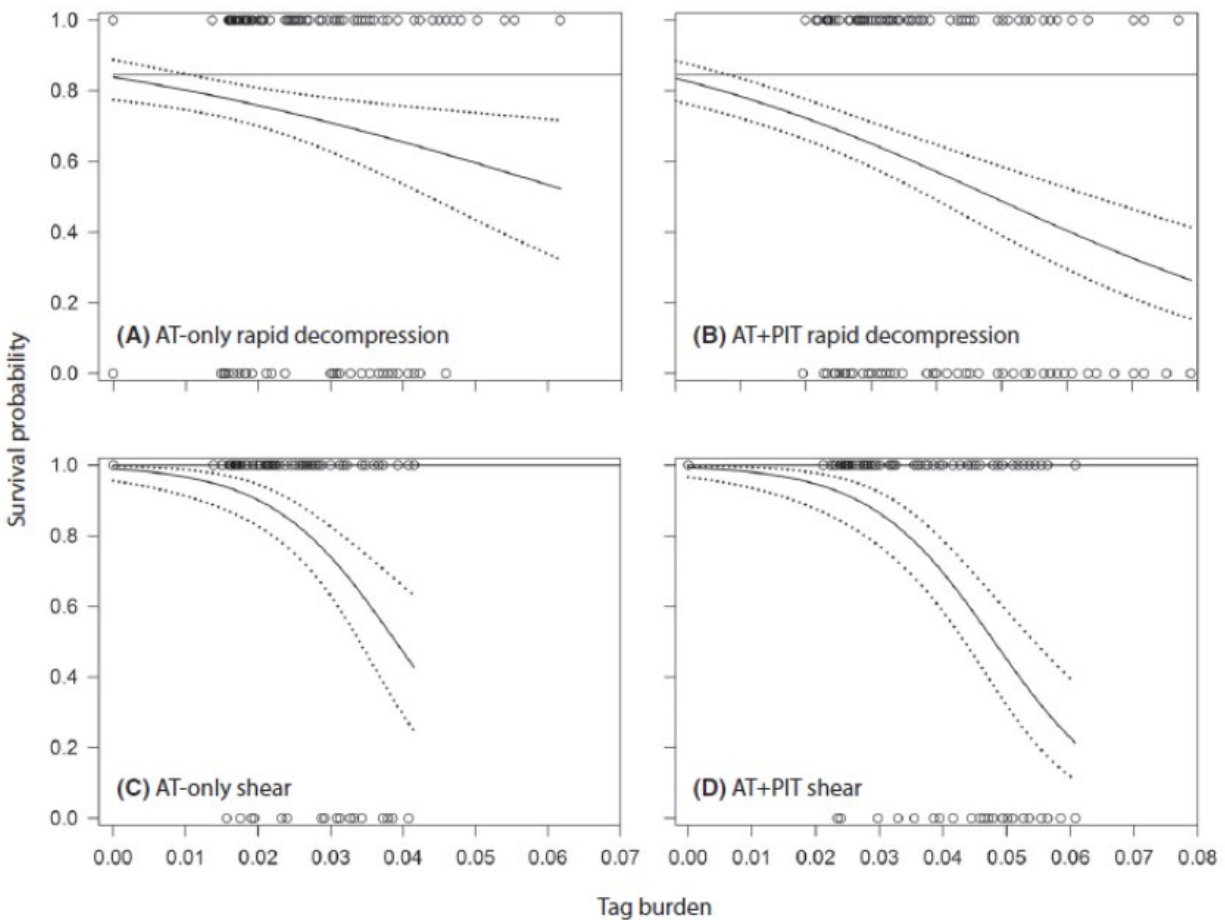 1.0
0.8
0.6
0.4
0.2
0.0
(A) AT-only rapid decompression
(B) AT+PIT rapid decompression
Survival probability
1.0
0.8
0.6
0.4
0.2
0.0
(C) AT-only shear
(D) AT+PIT shear
0.00 0.01 0.02 0.03 0.04 0.05 0.06 0.07
0.00 0.01 0.02 0.03 0.04 0.05 0.06 0.07 0.08
Tag burden